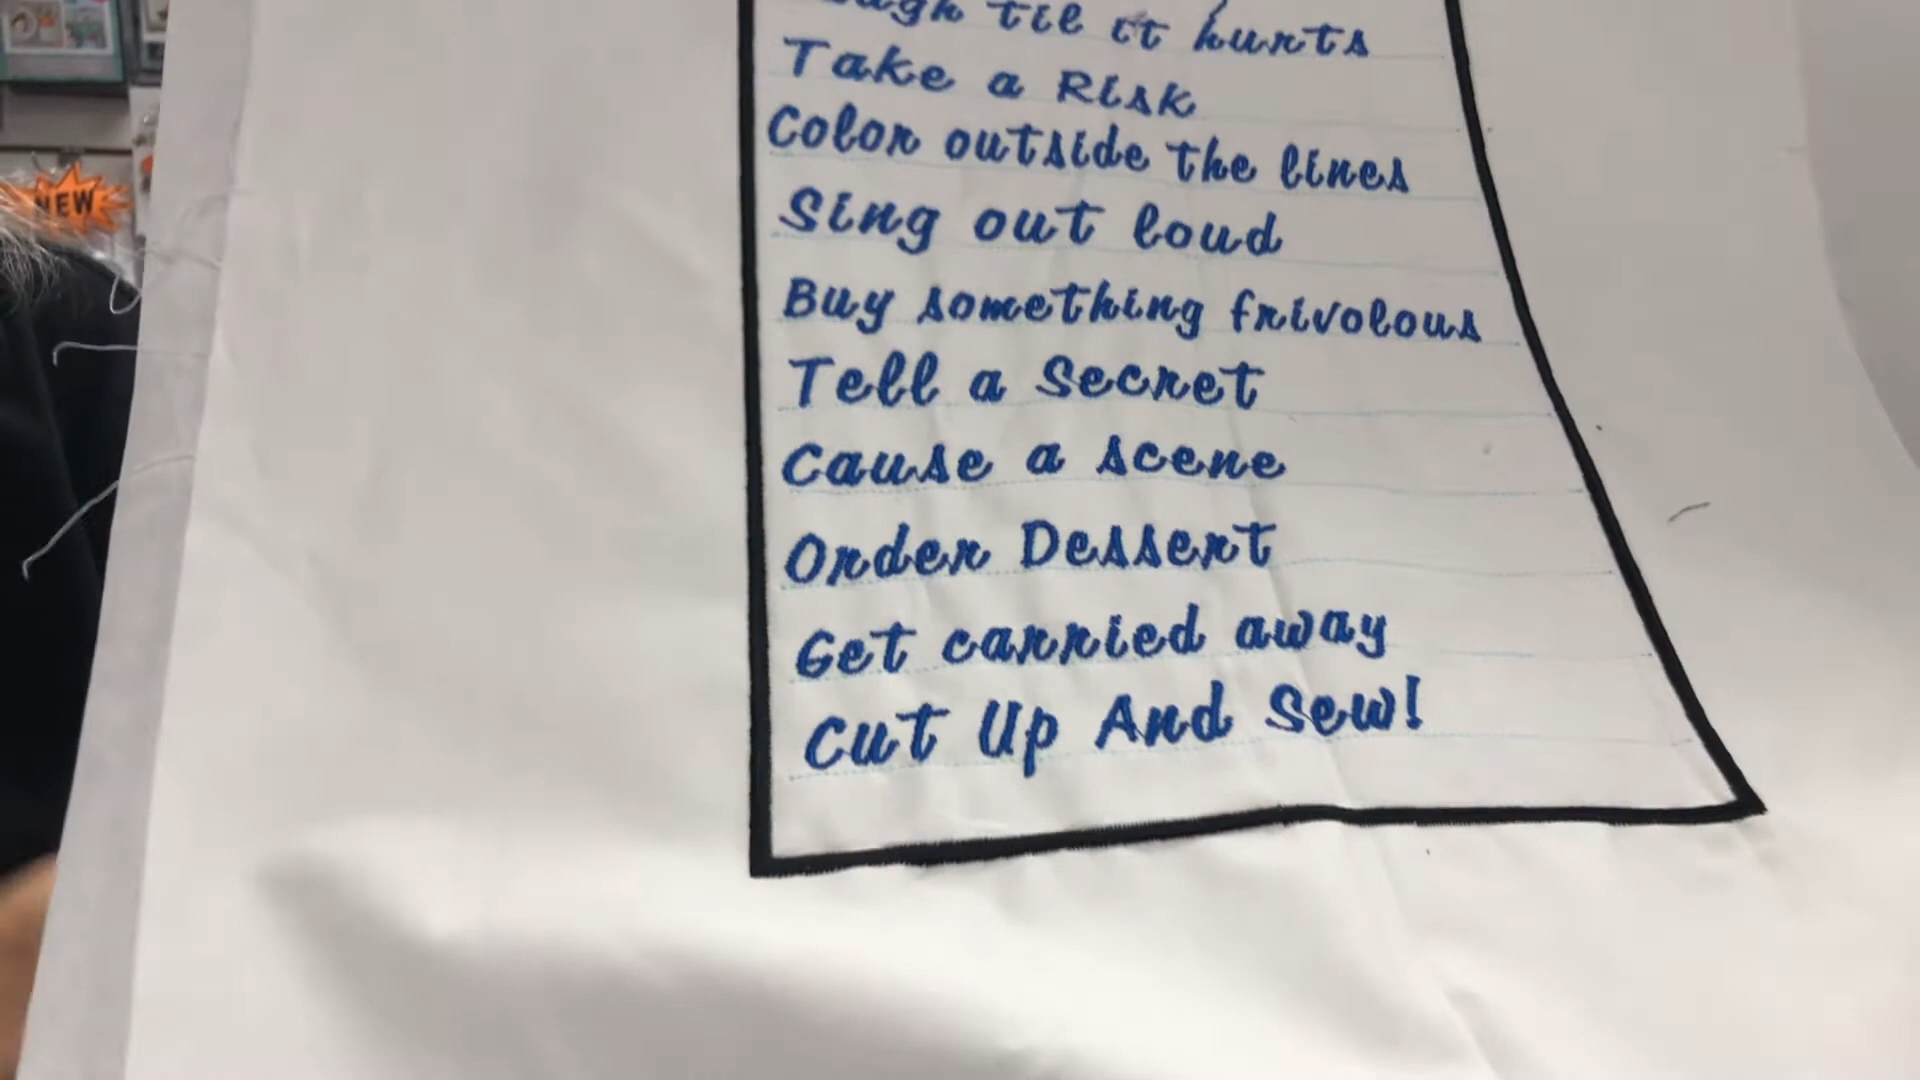 til it hurts
Take a Risk
Color outside the lines
Sing out loud
Buy something frivolous
Tell a Secret
Cause a scene
Order Dessert
Get carried away
Cut Up And Sew!
NEW